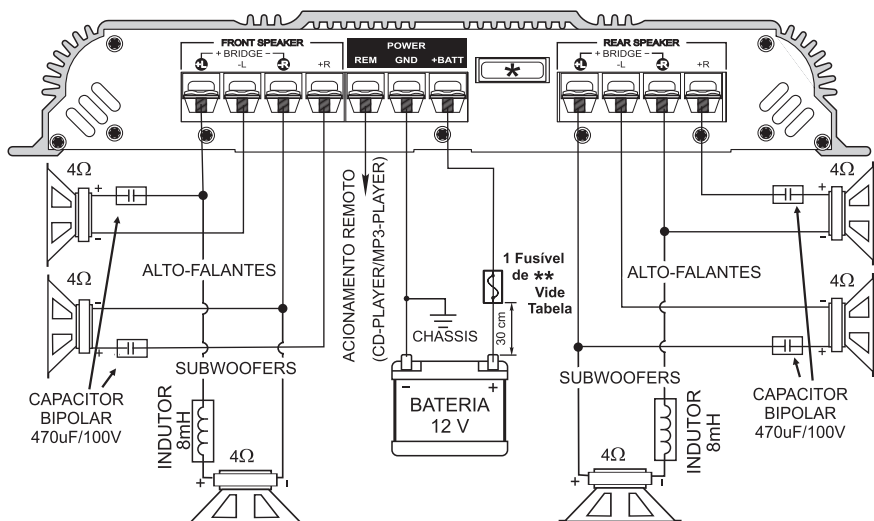 FRONT SPEAKER
+ BRIDGE −
+L -L -R +R
POWER
REM GND +BATT
*
REAR SPEAKER
+ BRIDGE −
+L -L -R +R
4Ω
+
−
4Ω
−
+
ALTO-FALANTES
SUBWOOFERS
CAPACITOR
BIPOLAR
470uF/100V
INDUTOR
8mH
4Ω
+ -
ACIONAMENTO REMOTO
(CD-PLAYER/MP3-PLAYER)
CHASSIS
1 Fusível
de **
Vide
Tabela
30 cm
− +
BATERIA
12 V
4Ω
+
−
4Ω
−
+
ALTO-FALANTES
SUBWOOFERS
CAPACITOR
BIPOLAR
470uF/100V
INDUTOR
8mH
4Ω
+ -